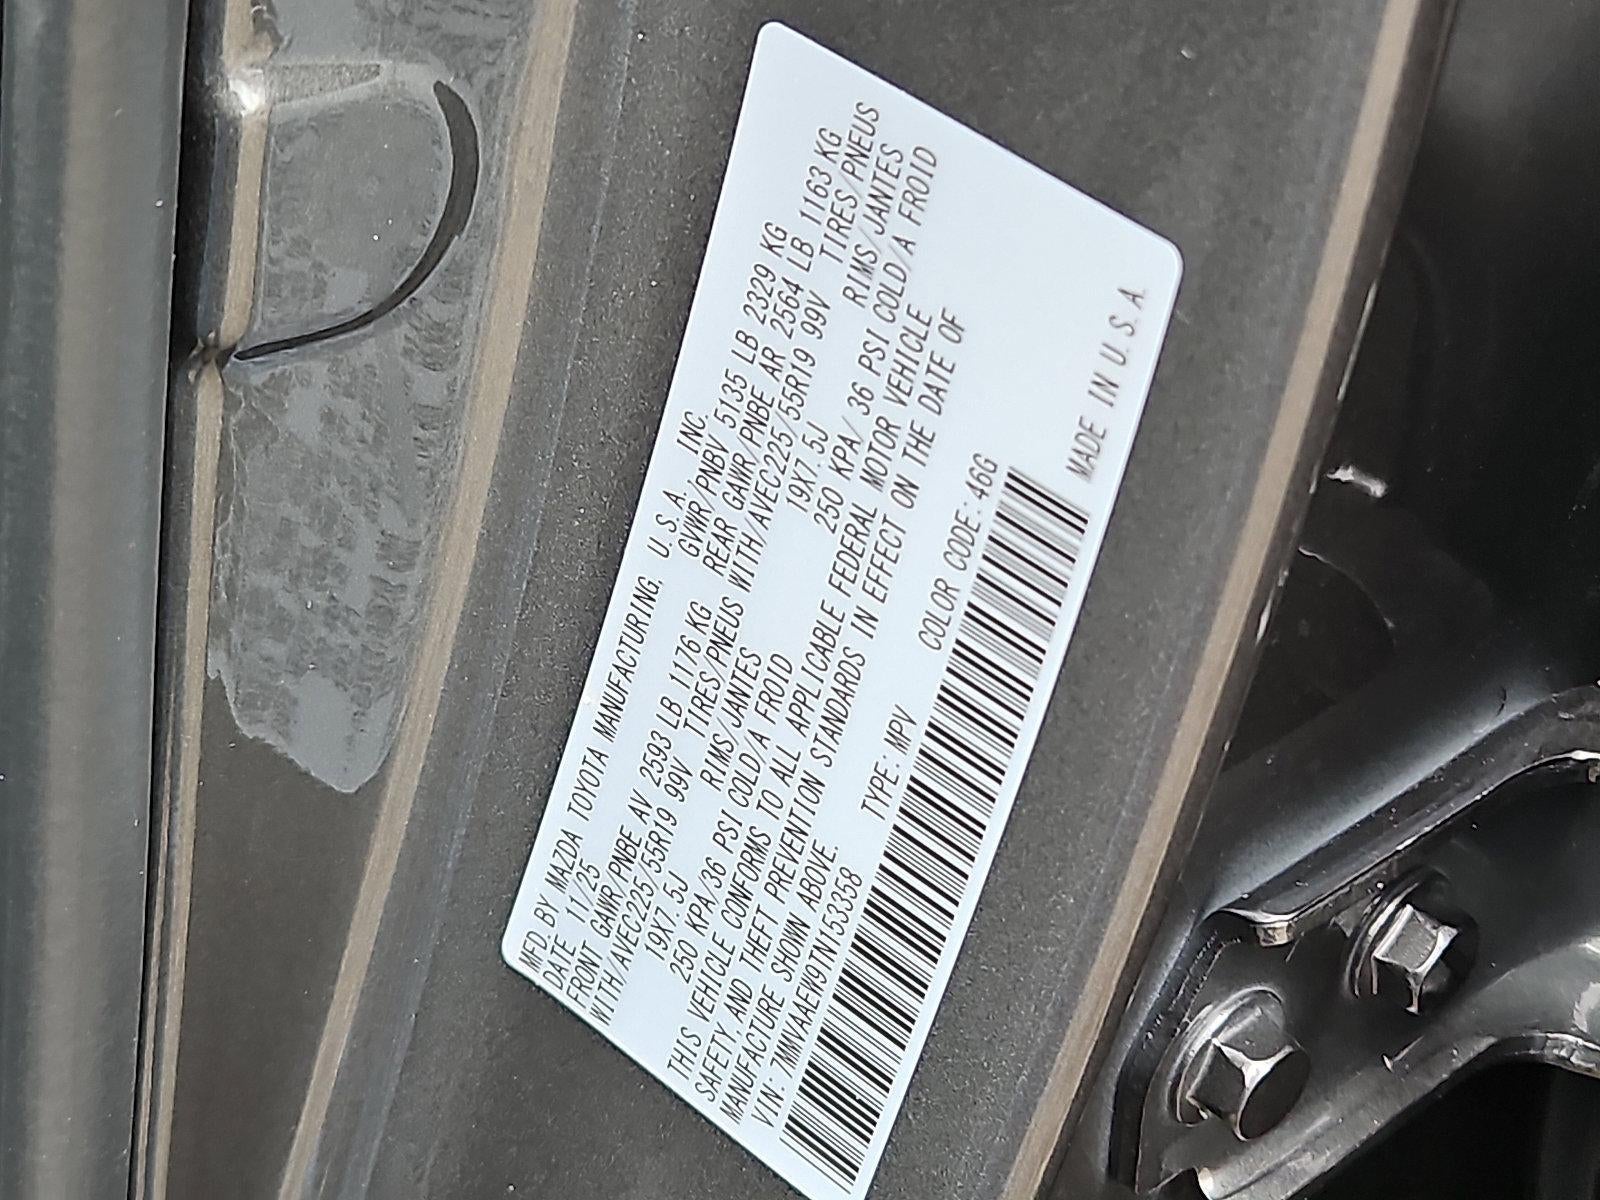 MFD BY MAZDA TOYOTA MANUFACTURING, U.S.A. INC.
DATE 11/25 GVWR/PNBV 5135 LB 2329 KG
FRONT GAWR/PNBE AV 2593 LB 1176 KG REAR GAWR/PNBE AR 2564 LB 1163 KG
WITH/AVEC225/55R19 99V TIRES/PNEUS WITH/AVEC225/55R19 99V TIRES/PNEUS
19X7.5J RIMS/JANTES 19X7.5J RIMS/JANTES
250 KPA/36 PSI COLD/A FROID 250 KPA/36 PSI COLD/A FROID
THIS VEHICLE CONFORMS TO ALL APPLICABLE FEDERAL MOTOR VEHICLE
SAFETY AND THEFT PREVENTION STANDARDS IN EFFECT ON THE DATE OF
MANUFACTURE SHOWN ABOVE.
VIN: 7MMVAAEW9TN153358 TYPE:MPV COLOR CODE:46G
MADE IN U.S.A.